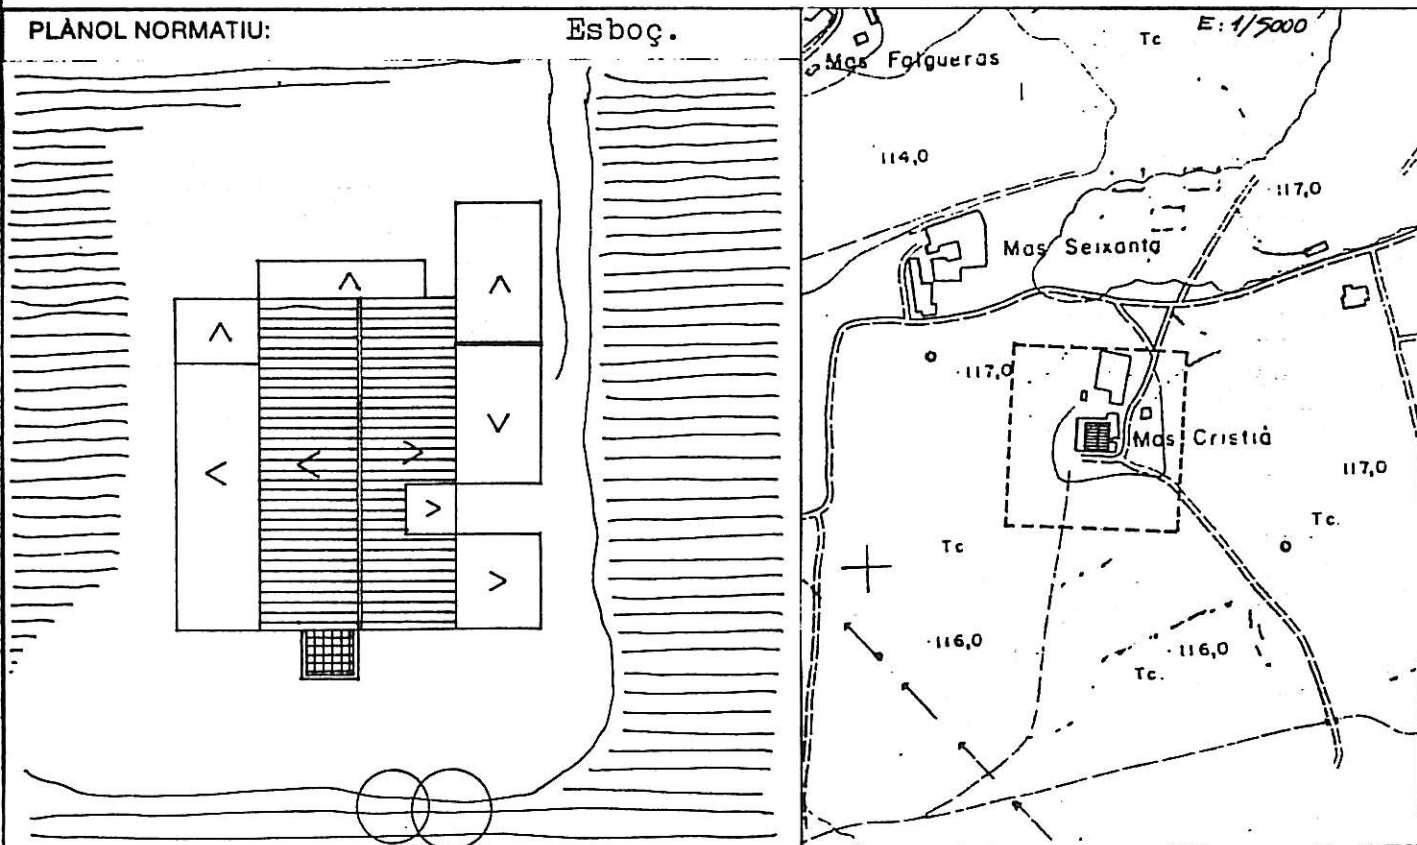 PLÀNOL NORMATIU:
Esboç.
E: 1/5000
Tc
Mas Folgueras
114,0
117,0
Mas Seixanta
117,0
Mas Cristià
117,0
Tc.
Tc
116,0
116,0
Tc.